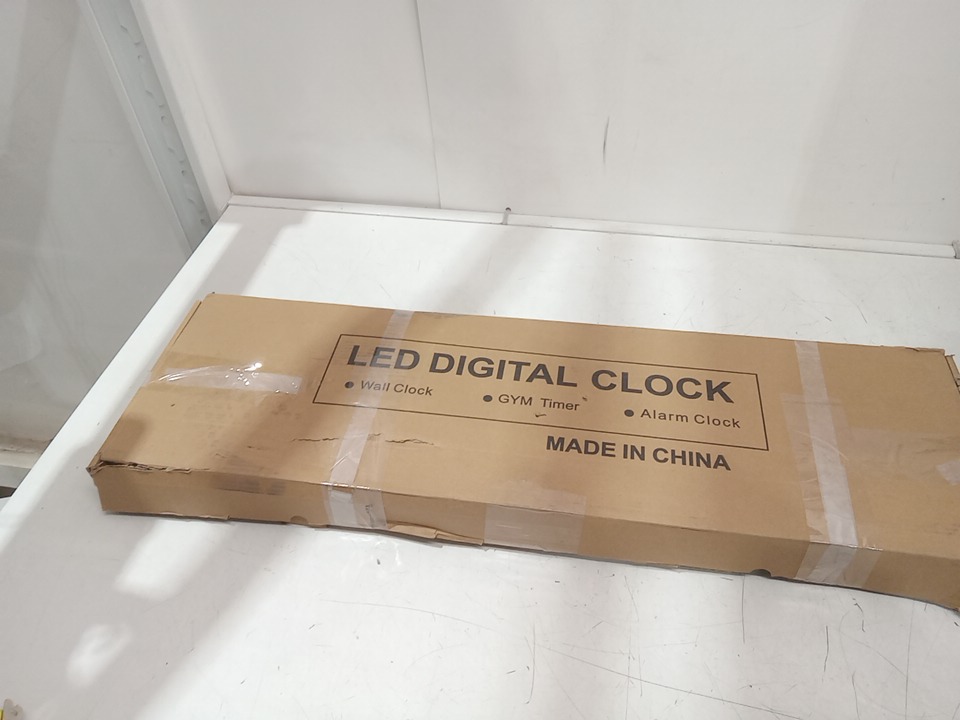 LED DIGITAL CLOCK
● Wall Clock ● GYM Timer ● Alarm Clock
MADE IN CHINA